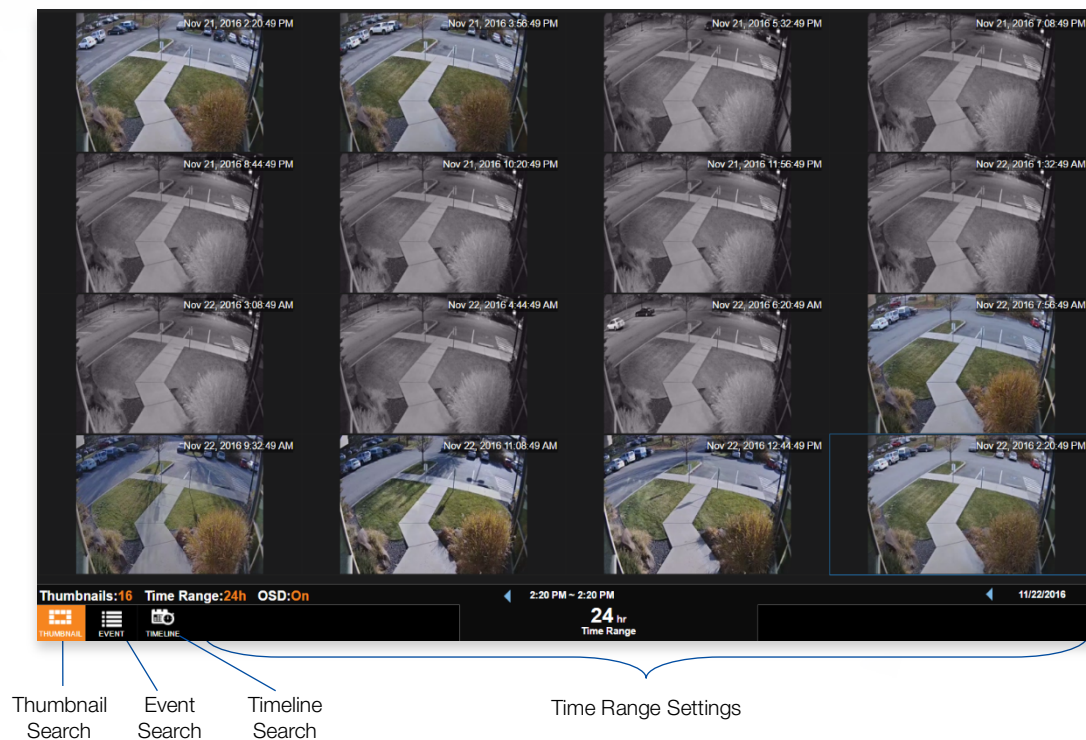 Nov 21, 2016 2:20:49 PM
Nov 21, 2016 3:56:49 PM
Nov 21, 2016 5:32:49 PM
Nov 21, 2016 7:08:49 PM
Nov 21, 2016 8:44:49 PM
Nov 21, 2016 10:20:49 PM
Nov 21, 2016 11:56:49 PM
Nov 22, 2016 1:32:49 AM
Nov 22, 2016 3:08:49 AM
Nov 22, 2016 4:44:49 AM
Nov 22, 2016 6:20:49 AM
Nov 22, 2016 7:56:49 AM
Nov 22, 2016 9:32:49 AM
Nov 22, 2016 11:08:49 AM
Nov 22, 2016 12:44:49 PM
Nov 22, 2016 2:20:49 PM
Thumbnails:16 Time Range:24h OSD:On
2:20 PM ~ 2:20 PM
11/22/2016
THUMBNAIL
EVENT
TIMELINE
24 hr
Time Range
Thumbnail
Search
Event
Search
Timeline
Search
Time Range Settings